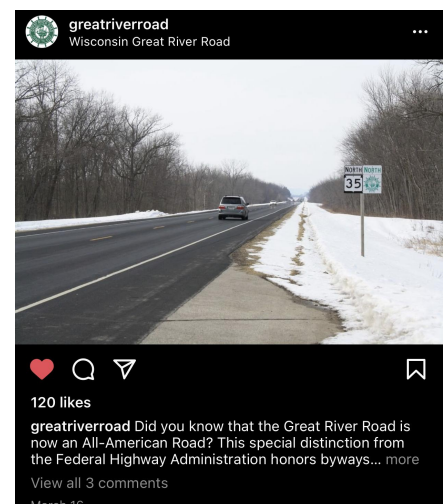 greatriverroad
Wisconsin Great River Road
NORTH NORTH
35
120 likes
greatriverroad Did you know that the Great River Road is
now an All-American Road? This special distinction from
the Federal Highway Administration honors byways... more
View all 3 comments
March 16